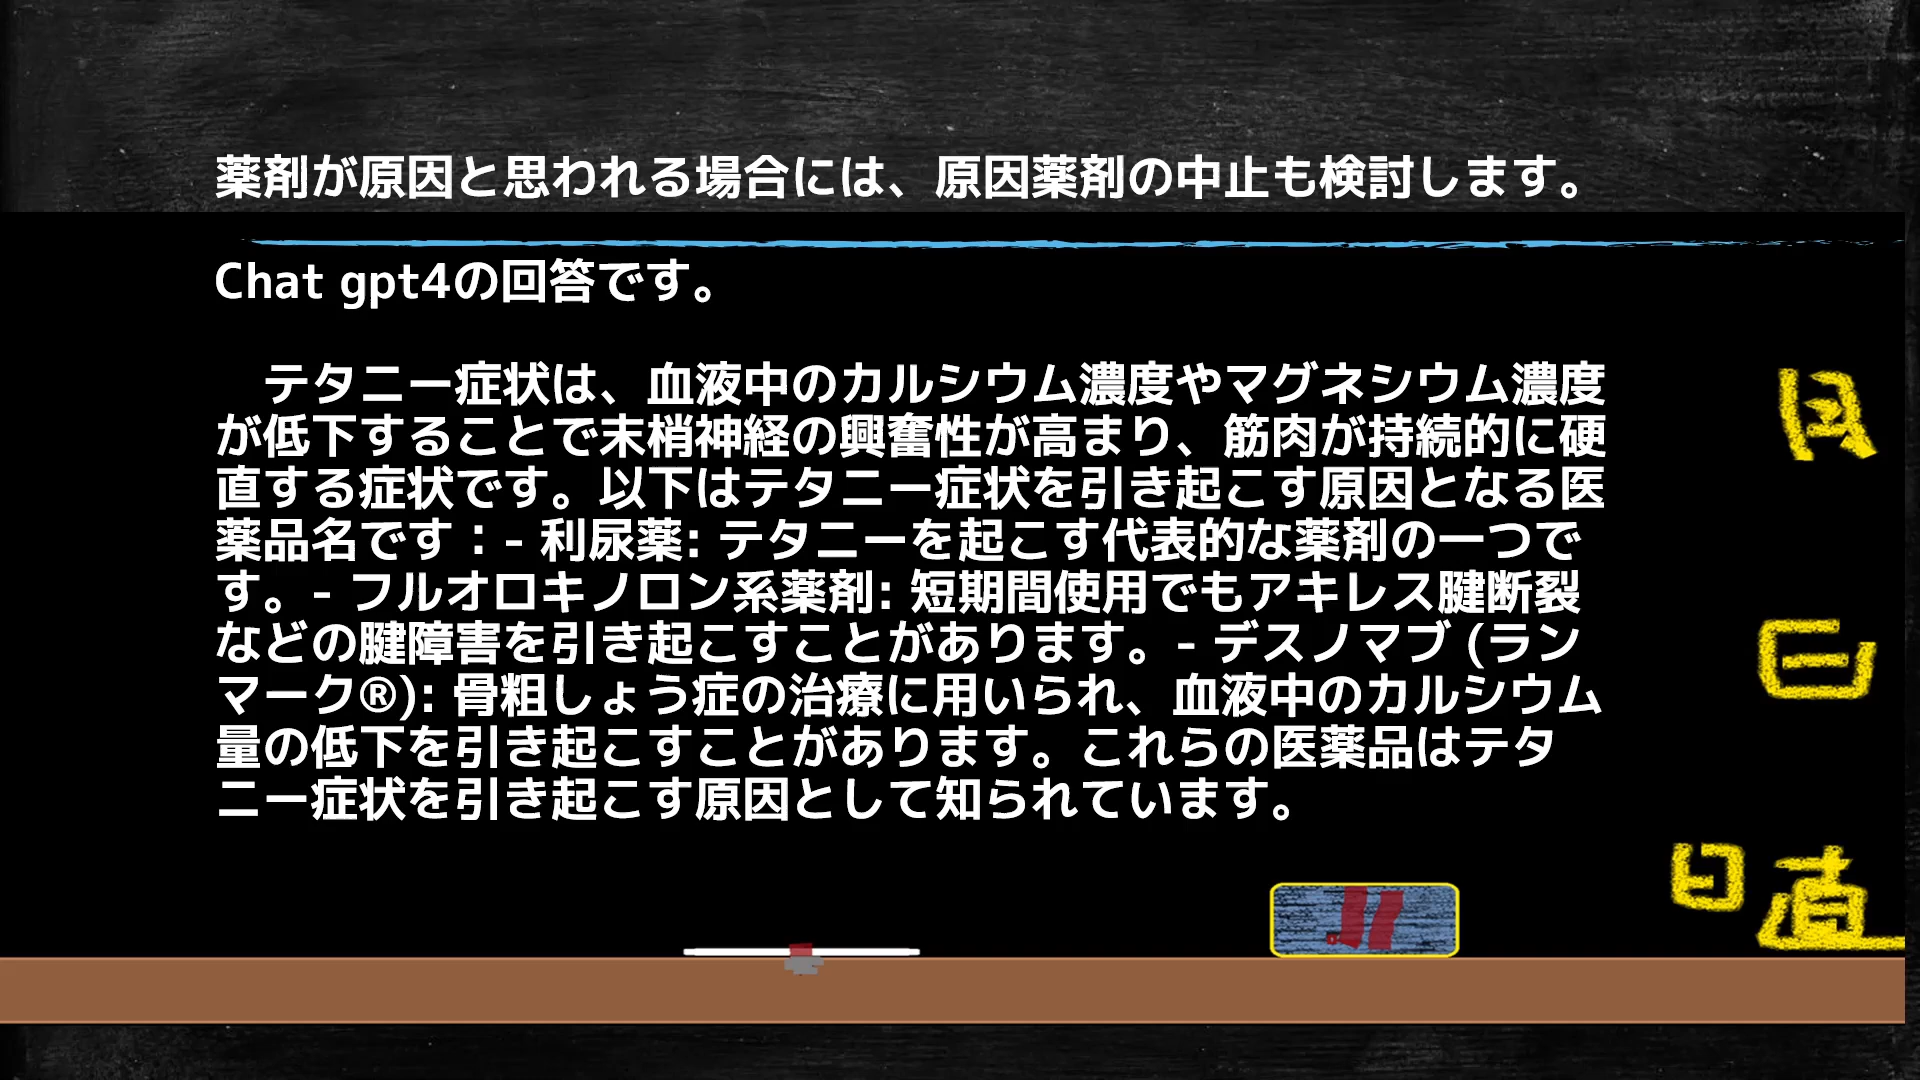 薬剤が原因と思われる場合には、原因薬剤の中止も検討します。
Chat gpt4の回答です。
テタニー症状は、血液中のカルシウム濃度やマグネシウム濃度
が低下することで末梢神経の興奮性が高まり、筋肉が持続的に硬
直する症状です。以下はテタニー症状を引き起こす原因となる医
薬品名です：- 利尿薬: テタニーを起こす代表的な薬剤の一つで
す。- フルオロキノロン系薬剤: 短期間使用でもアキレス腱断裂
などの腱障害を引き起こすことがあります。- デスノマブ (ラン
マーク®): 骨粗しょう症の治療に用いられ、血液中のカルシウム
量の低下を引き起こすことがあります。これらの医薬品はテタ
ニー症状を引き起こす原因として知られています。
日直